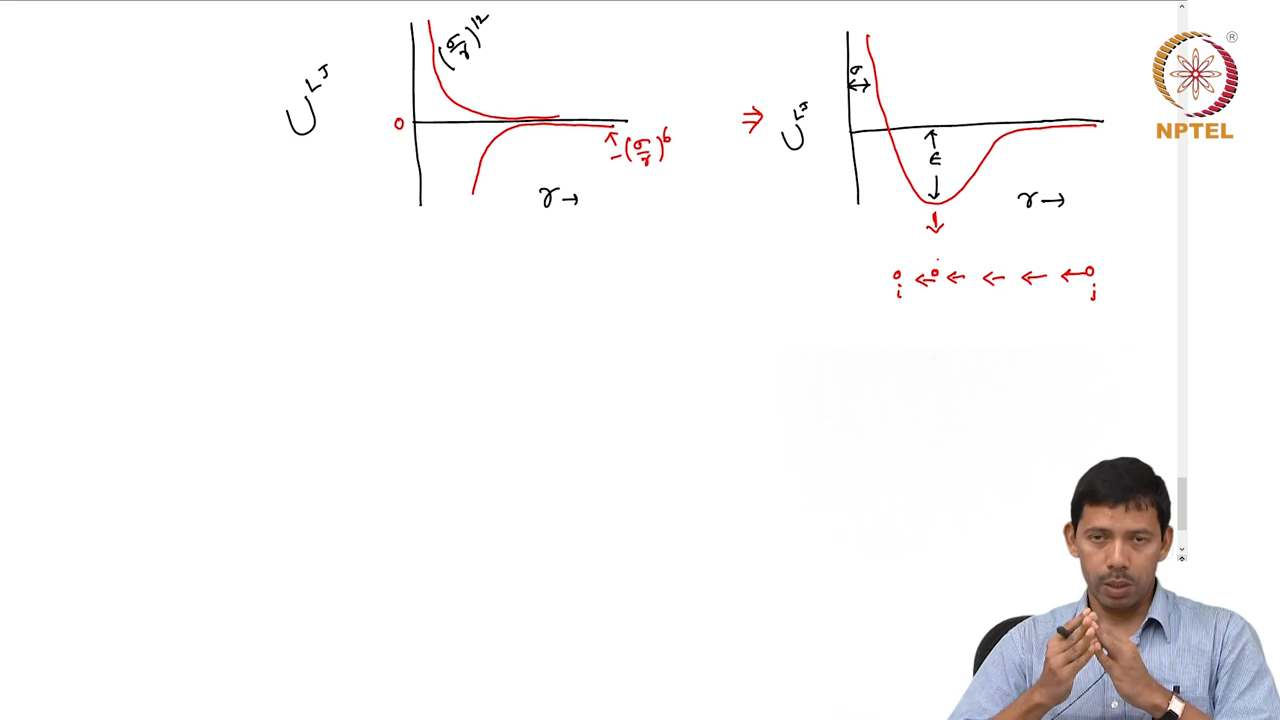 U^{LJ}
(σ/r)^{12}
0
-(σ/r)^6
r→
⇒
U^{LJ}
σ
ε
r→
i
j
®
NPTEL